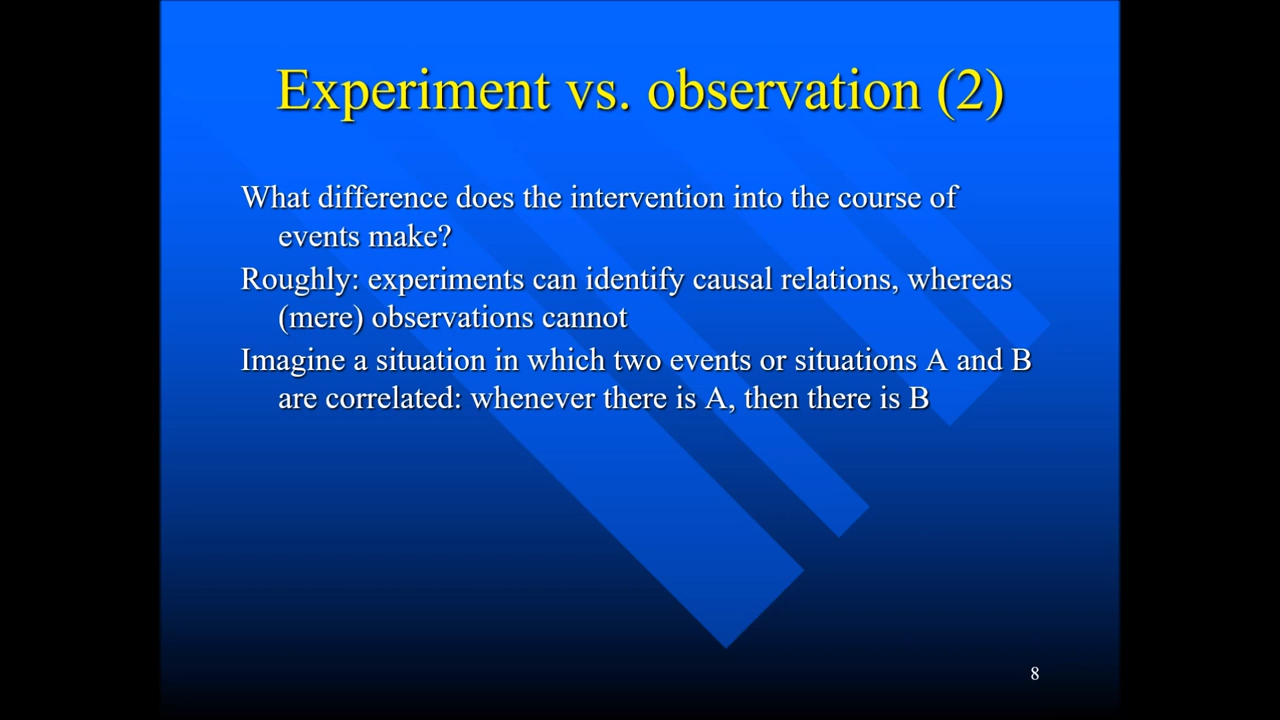 Experiment vs. observation (2)
What difference does the intervention into the course of
events make?
Roughly: experiments can identify causal relations, whereas
(mere) observations cannot
Imagine a situation in which two events or situations A and B
are correlated: whenever there is A, then there is B
8